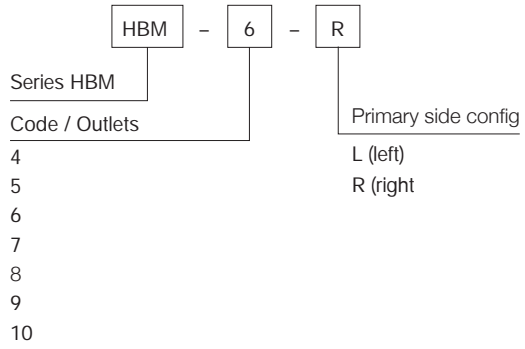 HBM – 6 – R
Series HBM
Code / Outlets
4
5
6
7
8
9
10
Primary side config
L (left)
R (right